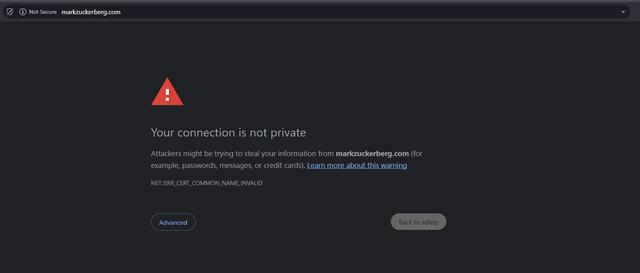 Not Secure markzuckerberg.com
Your connection is not private
Attackers might be trying to steal your information from markzuckerberg.com (for
example, passwords, messages, or credit cards). Learn more about this warning
NET::ERR_CERT_COMMON_NAME_INVALID
Advanced
Back to safety